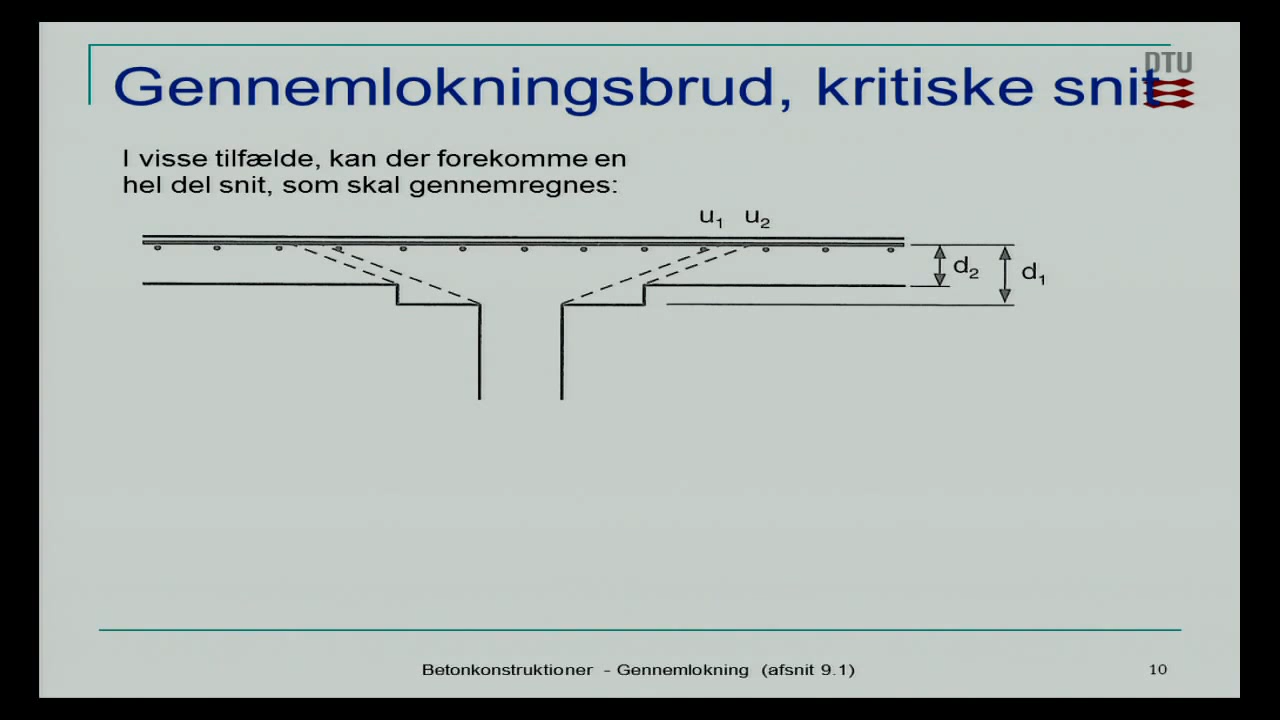 DTU
Gennemlokningsbrud, kritiske snit
I visse tilfælde, kan der forekomme en
hel del snit, som skal gennemregnes:
u1 u2
d2 d1
Betonkonstruktioner - Gennemlokning (afsnit 9.1) 10